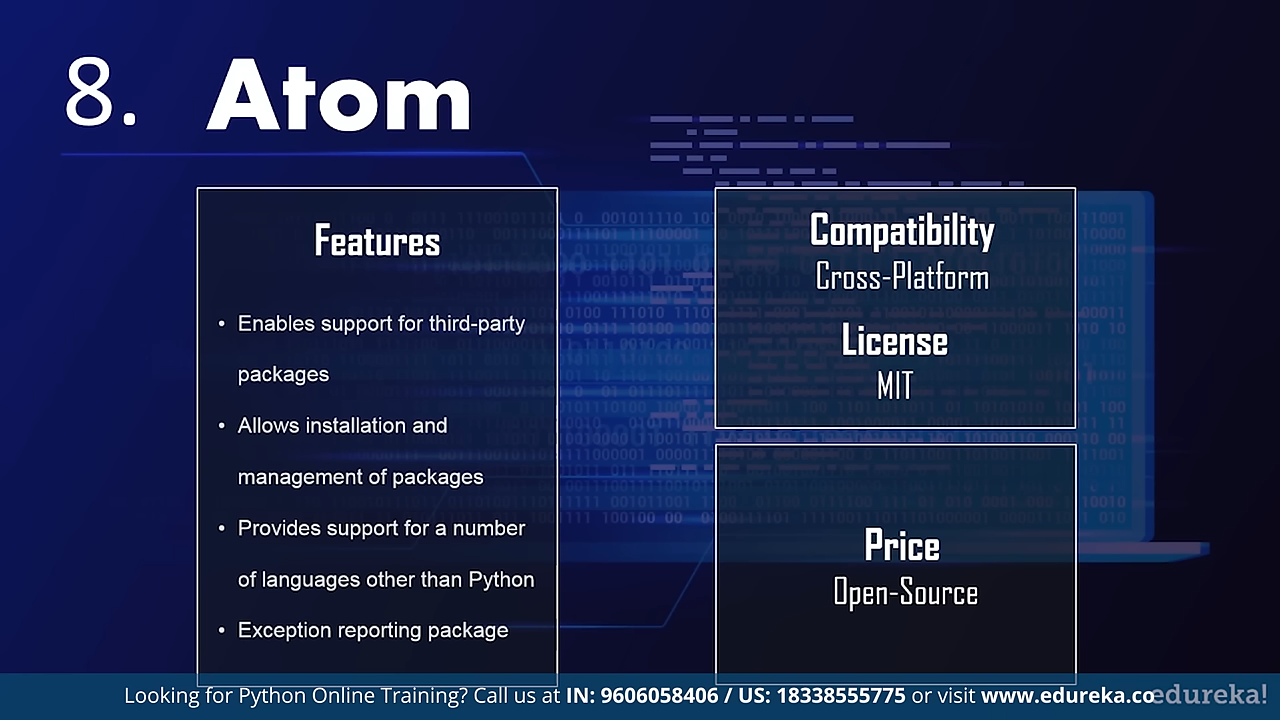 8. Atom
Features
• Enables support for third-party
packages
• Allows installation and
management of packages
• Provides support for a number
of languages other than Python
• Exception reporting package
Compatibility
Cross-Platform
License
MIT
Price
Open-Source
Looking for Python Online Training? Call us at IN: 9606058406 / US: 18338555775 or visit www.edureka.co
edureka!